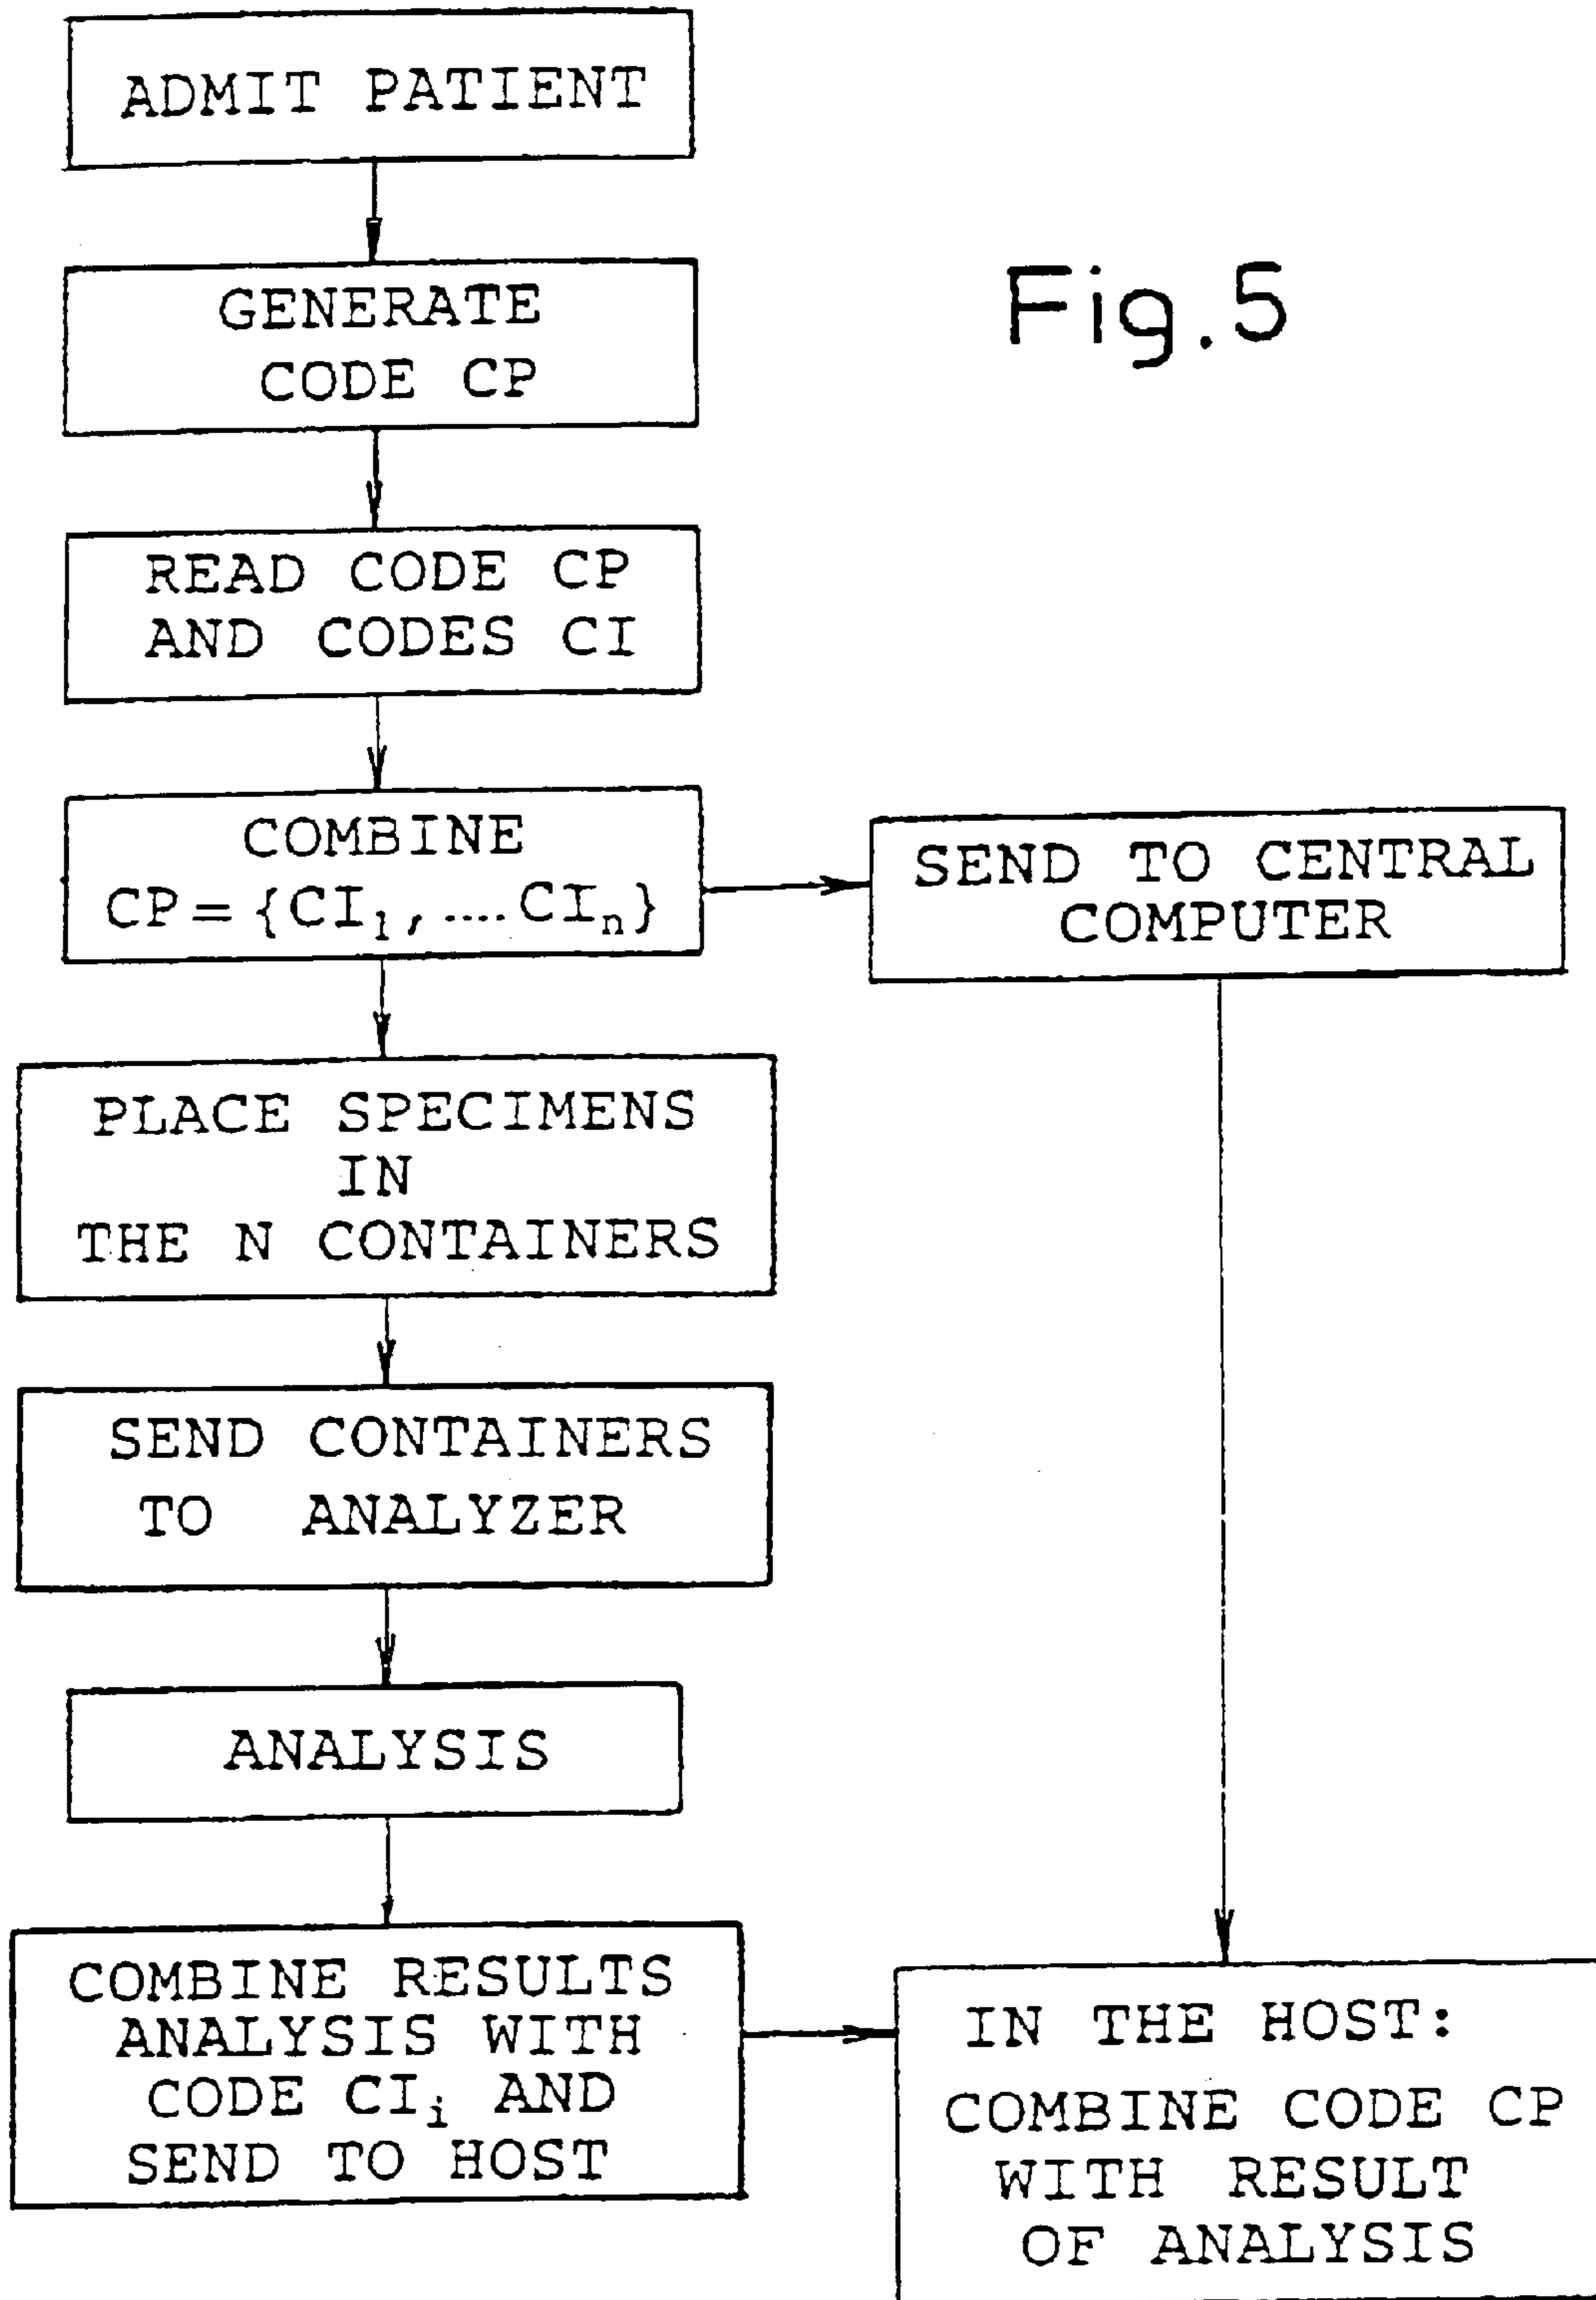 ADMIT PATIENT
GENERATE
CODE CP
Fig.5
READ CODE CP
AND CODES CI
COMBINE
CP = {CI₁, .... CIₙ}
SEND TO CENTRAL
COMPUTER
PLACE SPECIMENS
IN
THE N CONTAINERS
SEND CONTAINERS
TO ANALYZER
ANALYSIS
COMBINE RESULTS
ANALYSIS WITH
CODE CIᵢ AND
SEND TO HOST
IN THE HOST:
COMBINE CODE CP
WITH RESULT
OF ANALYSIS